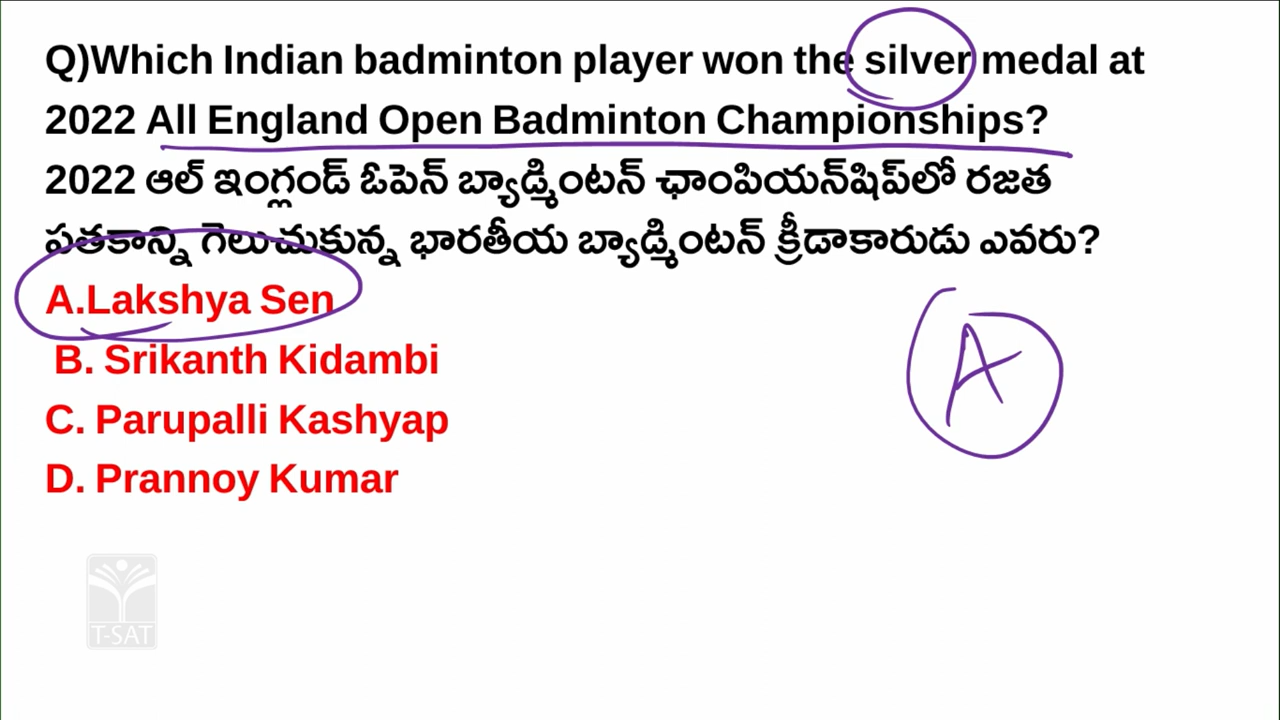 Q)Which Indian badminton player won the silver medal at
2022 All England Open Badminton Championships?
2022 ఆల్ ఇంగ్లండ్ ఓపెన్ బ్యాడ్మింటన్ ఛాంపియన్‌షిప్‌లో రజత
పతకాన్ని గెలుచుకున్న భారతీయ బ్యాడ్మింటన్ క్రీడాకారుడు ఎవరు?
A.Lakshya Sen
B. Srikanth Kidambi
A
C. Parupalli Kashyap
D. Prannoy Kumar
T-SAT